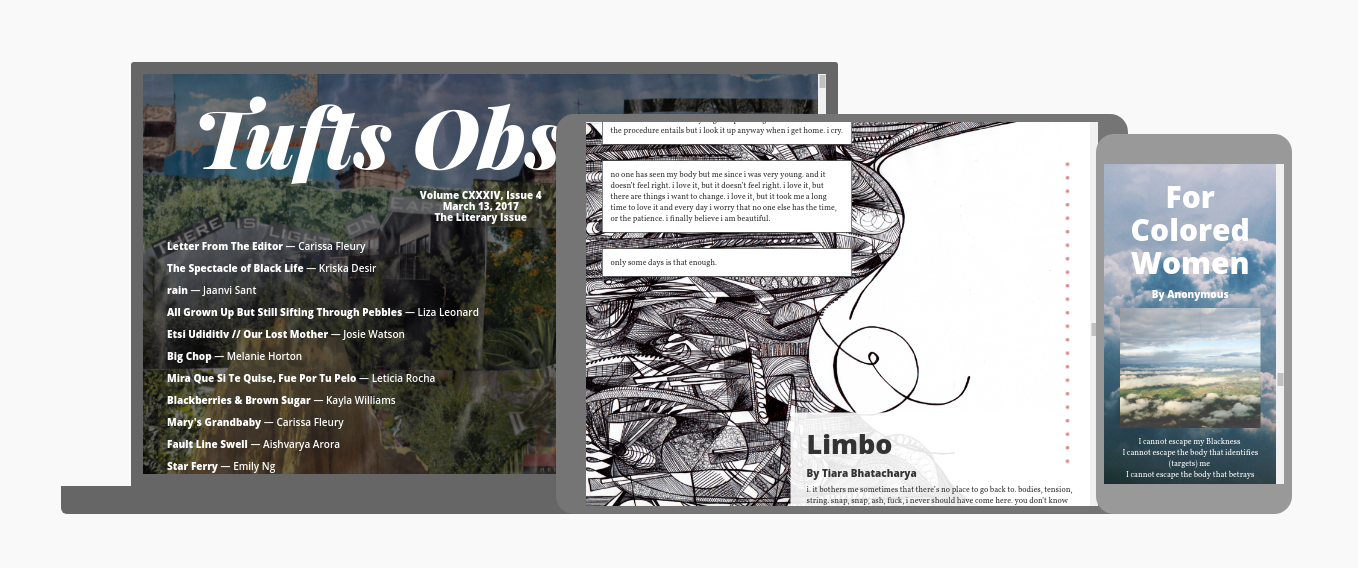 Tufts Obs
Volume CXXXIV, Issue 4
March 13, 2017
The Literary Issue
THERE IS LIGHT ON EA
Letter From The Editor — Carissa Fleury
The Spectacle of Black Life — Kriska Desir
rain — Jaanvi Sant
All Grown Up But Still Sifting Through Pebbles — Liza Leonard
Etsi Udiditlv // Our Lost Mother — Josie Watson
Big Chop — Melanie Horton
Mira Que Si Te Quise, Fue Por Tu Pelo — Leticia Rocha
Blackberries & Brown Sugar — Kayla Williams
Mary's Grandbaby — Carissa Fleury
Fault Line Swell — Aishvarya Arora
Star Ferry — Emily Ng
the procedure entails but i look it up anyway when i get home. i cry.
no one has seen my body but me since i was very young. and it
doesn't feel right. i love it, but it doesn't feel right. i love it, but
there are things i want to change. i love it, but it took me a long
time to love it and every day i worry that no one else has the time,
or the patience. i finally believe i am beautiful.
only some days is that enough.
Limbo
By Tiara Bhatacharya
i. it bothers me sometimes that there's no place to go back to. bodies, tension,
string. snap, snap, ash, fuck, i never should have come here. you don't know
For
Colored
Women
By Anonymous
I cannot escape my Blackness
I cannot escape the body that identifies
(targets) me
I cannot escape the body that betrays